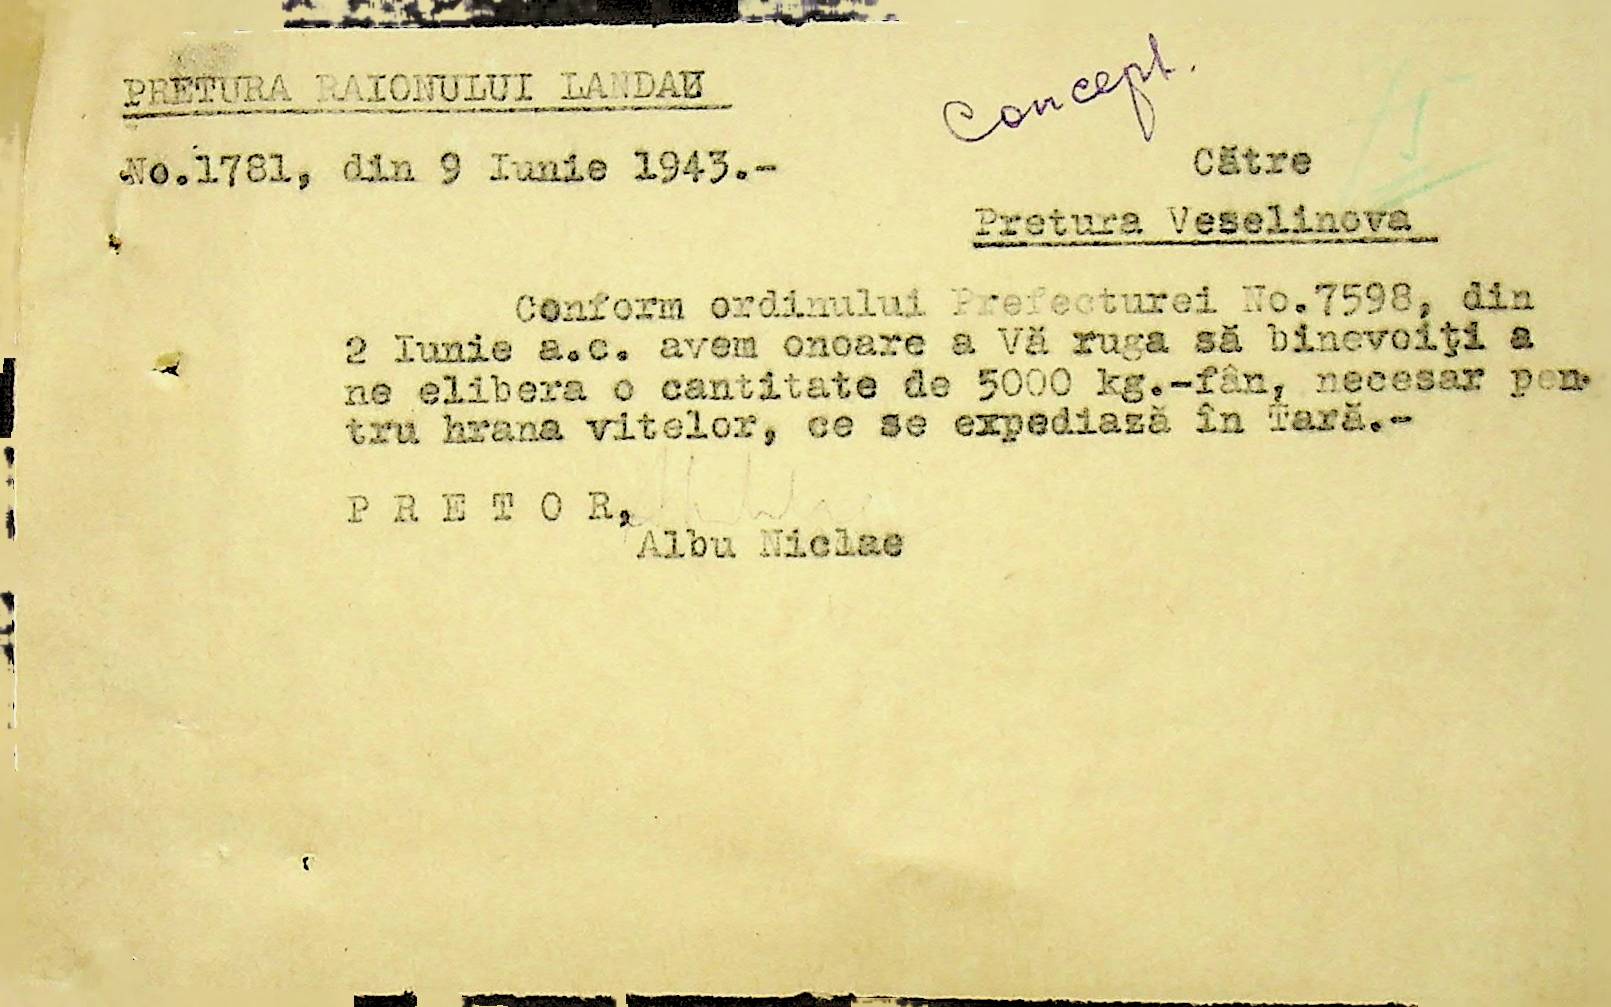 PRETURA RAIONULUI LANDAU
Concept.
No.1781, din 9 Iunie 1943.-
Către
Pretura Veselinova
Conform ordinului Prefecturei No.7598, din
2 Iunie a.c. avem onoare a Vă ruga să binevoiţi a
ne elibera o cantitate de 5000 kg.-fân, necesar pen-
tru hrana vitelor, ce se expediază în Tară.-
P R E T O R,
Albu Niclae